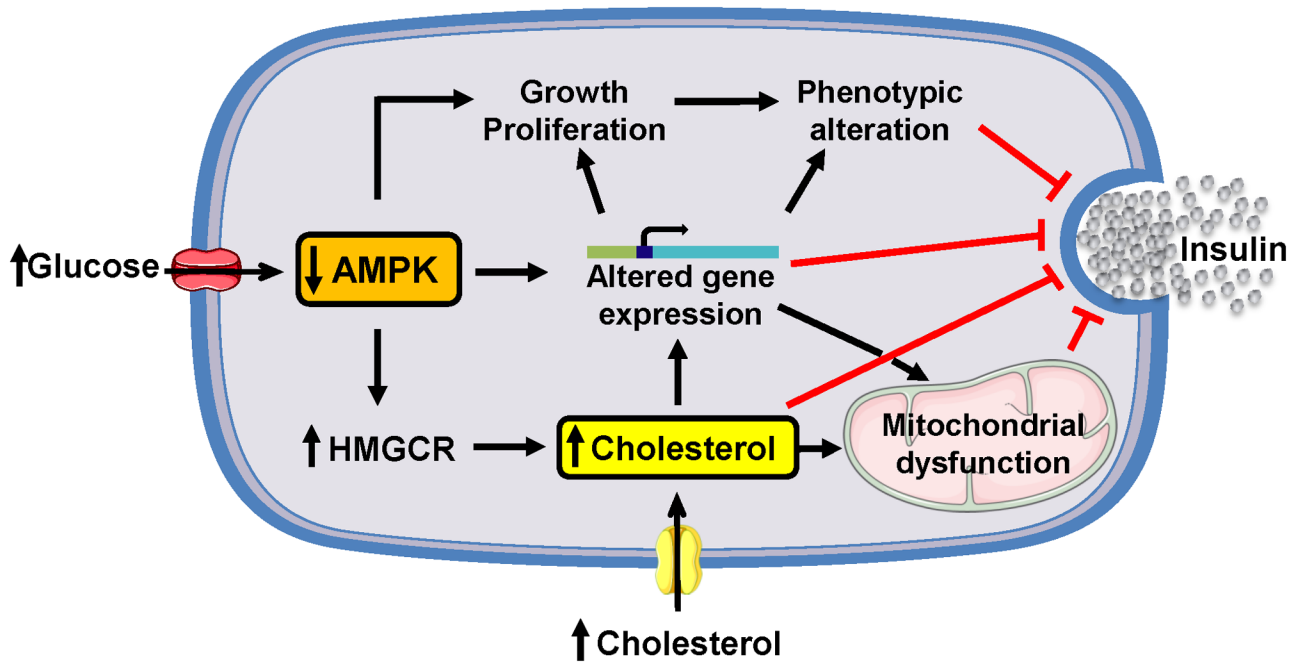 Growth
Proliferation
Phenotypic
alteration
↑Glucose
↓ AMPK
Altered gene
expression
Insulin
↑ HMGCR
↑ Cholesterol
Mitochondrial
dysfunction
↑ Cholesterol